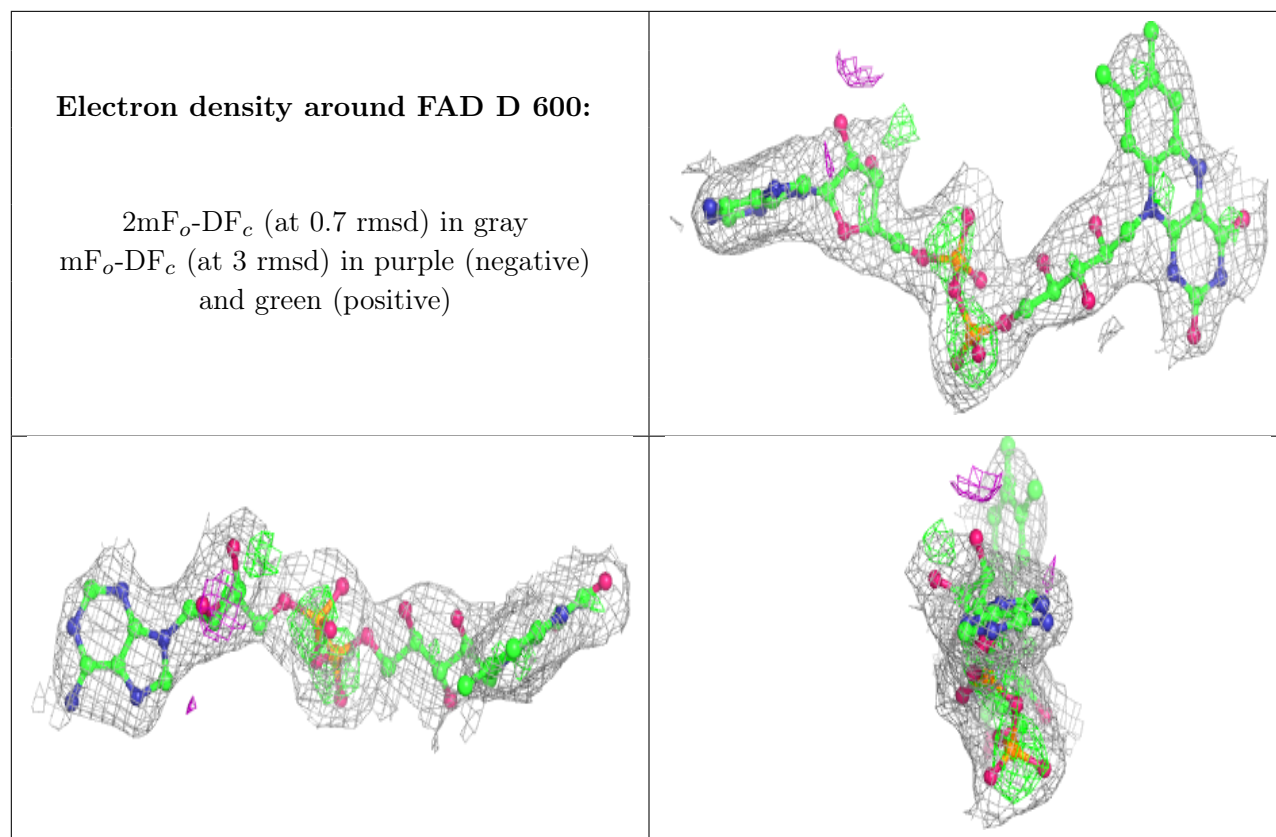 Electron density around FAD D 600:
2mFₒ-DF𝒸 (at 0.7 rmsd) in gray
mFₒ-DF𝒸 (at 3 rmsd) in purple (negative)
and green (positive)